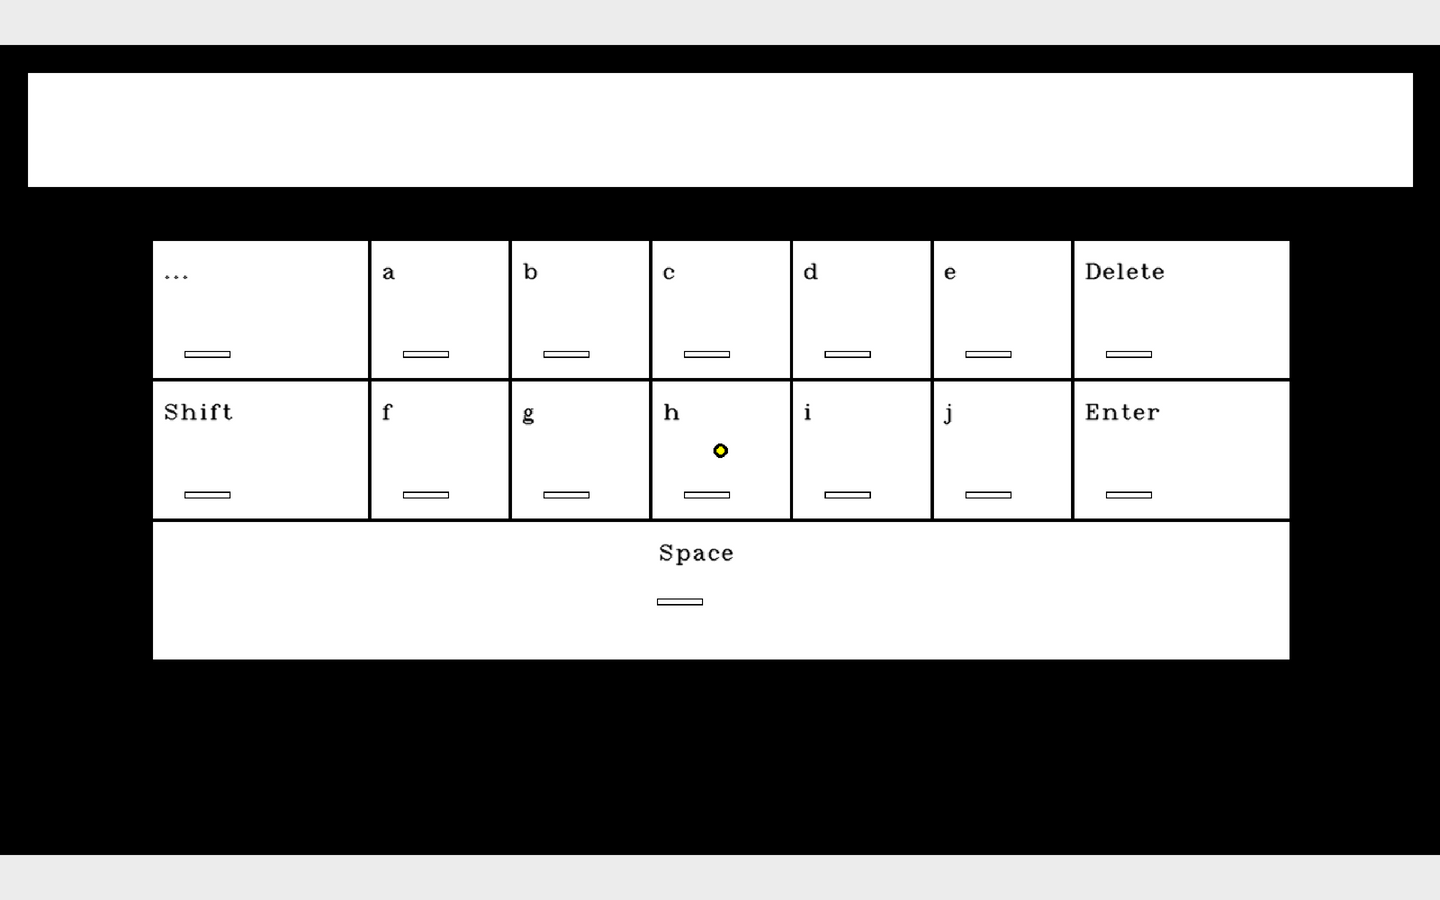 ... a b c d e Delete
Shift f g h i j Enter
Space